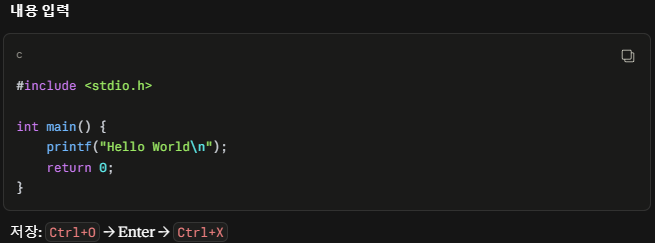 내용 입력
c
#include <stdio.h>
int main() {
    printf("Hello World\n");
    return 0;
}
저장: Ctrl+O → Enter → Ctrl+X